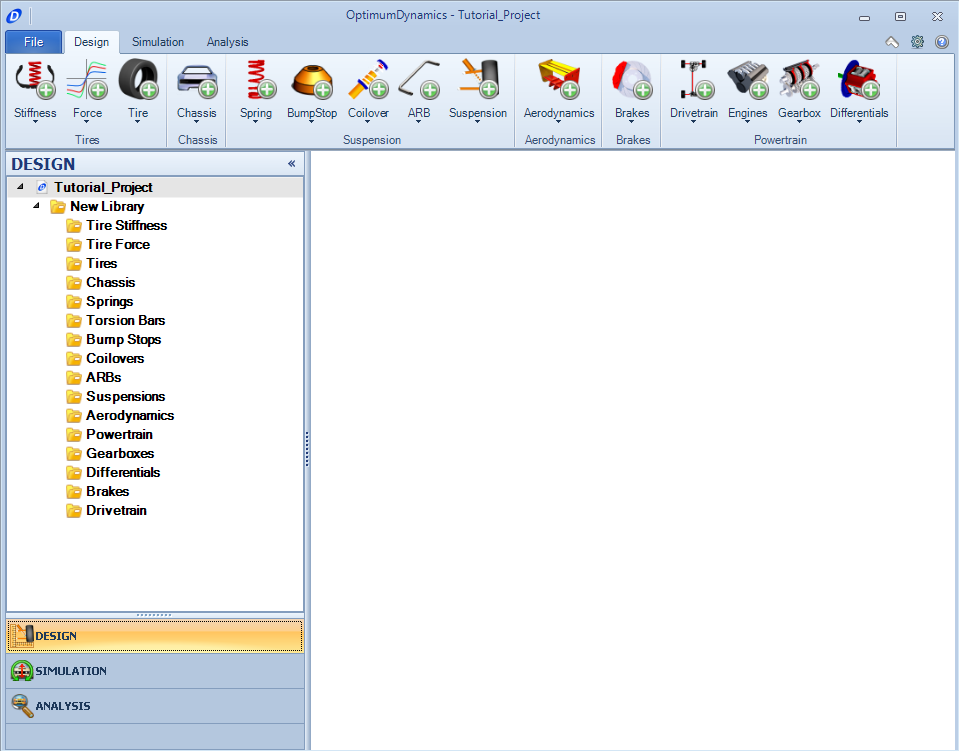 OptimumDynamics - Tutorial_Project
File Design Simulation Analysis
Stiffness Force Tire Chassis Spring BumpStop Coilover ARB Suspension Aerodynamics Brakes Drivetrain Engines Gearbox Differentials
Tires Chassis Suspension Aerodynamics Brakes Powertrain
DESIGN «
Tutorial_Project
New Library
Tire Stiffness
Tire Force
Tires
Chassis
Springs
Torsion Bars
Bump Stops
Coilovers
ARBs
Suspensions
Aerodynamics
Powertrain
Gearboxes
Differentials
Brakes
Drivetrain
DESIGN
SIMULATION
ANALYSIS